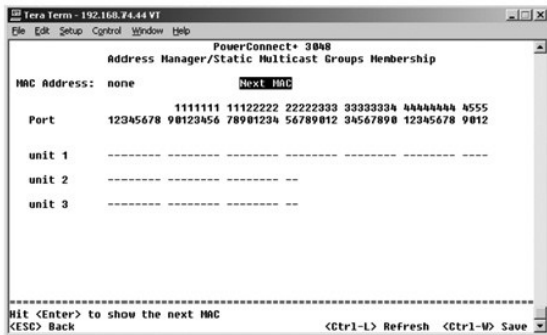 Tera Term - 192.168.74.44 VT
File Edit Setup Control Window Help
PowerConnect+ 3048
Address Manager/Static Multicast Groups Membership
MAC Address: none Next MAC
1111111 11122222 22222333 33333334 44444444 4555
Port 12345678 90123456 78901234 56789012 34567890 12345678 9012
unit 1 -------- -------- -------- -------- -------- -------- ----
unit 2 -------- -------- -------- --
unit 3 -------- -------- -------- --
Hit <Enter> to show the next MAC
<ESC> Back <Ctrl-L> Refresh <Ctrl-W> Save